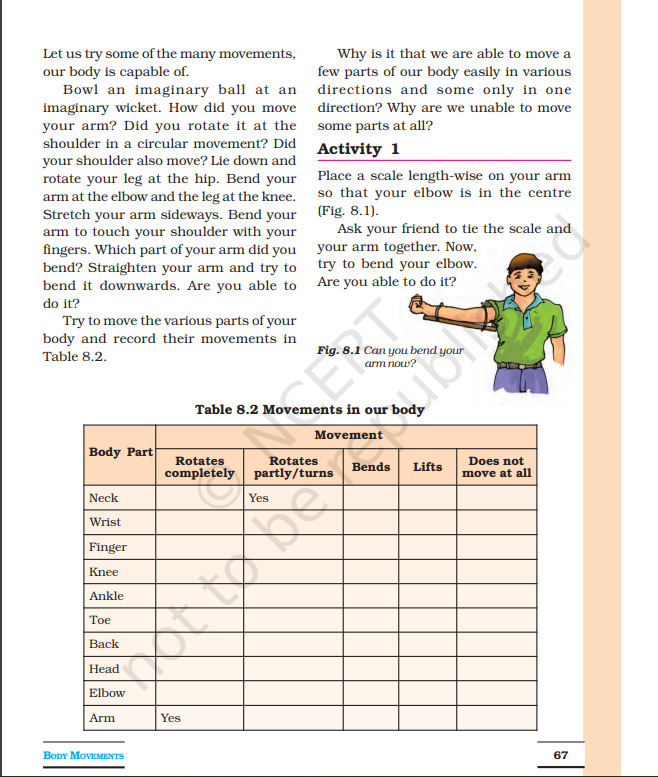 Let us try some of the many movements,
our body is capable of.
Bowl an imaginary ball at an
imaginary wicket. How did you move
your arm? Did you rotate it at the
shoulder in a circular movement? Did
your shoulder also move? Lie down and
rotate your leg at the hip. Bend your
arm at the elbow and the leg at the knee.
Stretch your arm sideways. Bend your
arm to touch your shoulder with your
fingers. Which part of your arm did you
bend? Straighten your arm and try to
bend it downwards. Are you able to
do it?
Try to move the various parts of your
body and record their movements in
Table 8.2.
Why is it that we are able to move a
few parts of our body easily in various
directions and some only in one
direction? Why are we unable to move
some parts at all?
Activity 1
Place a scale length-wise on your arm
so that your elbow is in the centre
(Fig. 8.1).
Ask your friend to tie the scale and
your arm together. Now,
try to bend your elbow.
Are you able to do it?
Fig. 8.1 Can you bend your
arm now?
Table 8.2 Movements in our body
Body Part
Movement
Rotates
completely
Rotates
partly/turns
Bends
Lifts
Does not
move at all
Neck Yes
Wrist
Finger
Knee
Ankle
Toe
Back
Head
Elbow
Arm Yes
BODY MOVEMENTS
67
© NCERT
not to be republished